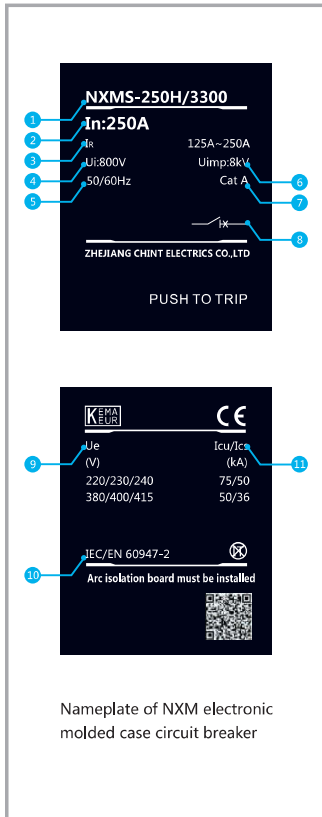 NXMS-250H/3300
1
In:250A
2
IR 125A~250A
3
Ui:800V Uimp:8kV
4 6
50/60Hz Cat A
5 7
8
ZHEJIANG CHINT ELECTRICS CO.,LTD
PUSH TO TRIP
KEMA EUR CE
9 Ue Icu/Ics 11
(V) (kA)
220/230/240 75/50
380/400/415 50/36
10 IEC/EN 60947-2
Arc isolation board must be installed
Nameplate of NXM electronic
molded case circuit breaker